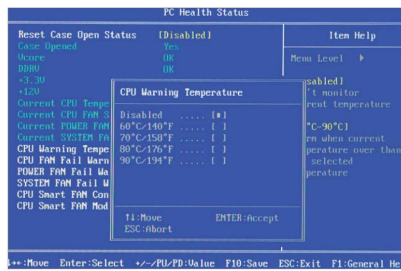 PC Health Status
Reset Case Open Status [Disabled]
Case Opened Yes
Vcore OK
DDRV OK
+3.3V
+12V
Current CPU Tempe
Current CPU FAN S
Current POWER FAN
Current SYSTEM FA
CPU Warning Tempe
CPU FAN Fail Warn
POWER FAN Fail Wa
SYSTEM FAN Fail W
CPU Smart FAN Con
CPU Smart FAN Mod
CPU Warning Temperature
Disabled ..... [■]
60°C/140°F ..... [ ]
70°C/158°F ..... [ ]
80°C/176°F ..... [ ]
90°C/194°F ..... [ ]
↑↓:Move ENTER:Accept
ESC:Abort
Item Help
Menu Level ▶
sabled]
't monitor
rent temperature
°C-90°C]
rm when current
perature over than
selected
perature
↑↓→←:Move Enter:Select +/-/PU/PD:Value F10:Save ESC:Exit F1:General He